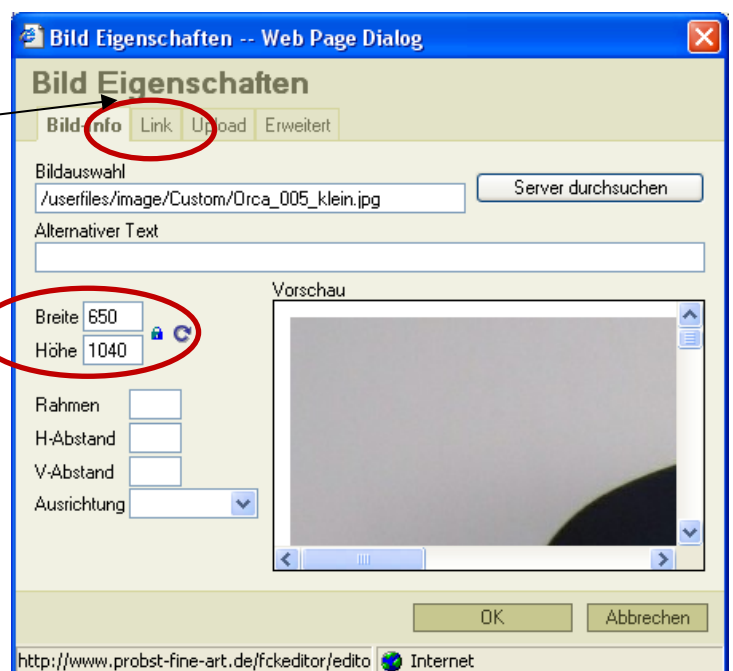 Bild Eigenschaften -- Web Page Dialog
Bild Eigenschaften
Bild-Info Link Upload Erweitert
Bildauswahl
/userfiles/image/Custom/Orca_005_klein.jpg Server durchsuchen
Alternativer Text
Vorschau
Breite 650
Höhe 1040
Rahmen
H-Abstand
V-Abstand
Ausrichtung
OK Abbrechen
http://www.probst-fine-art.de/fckeditor/edito Internet